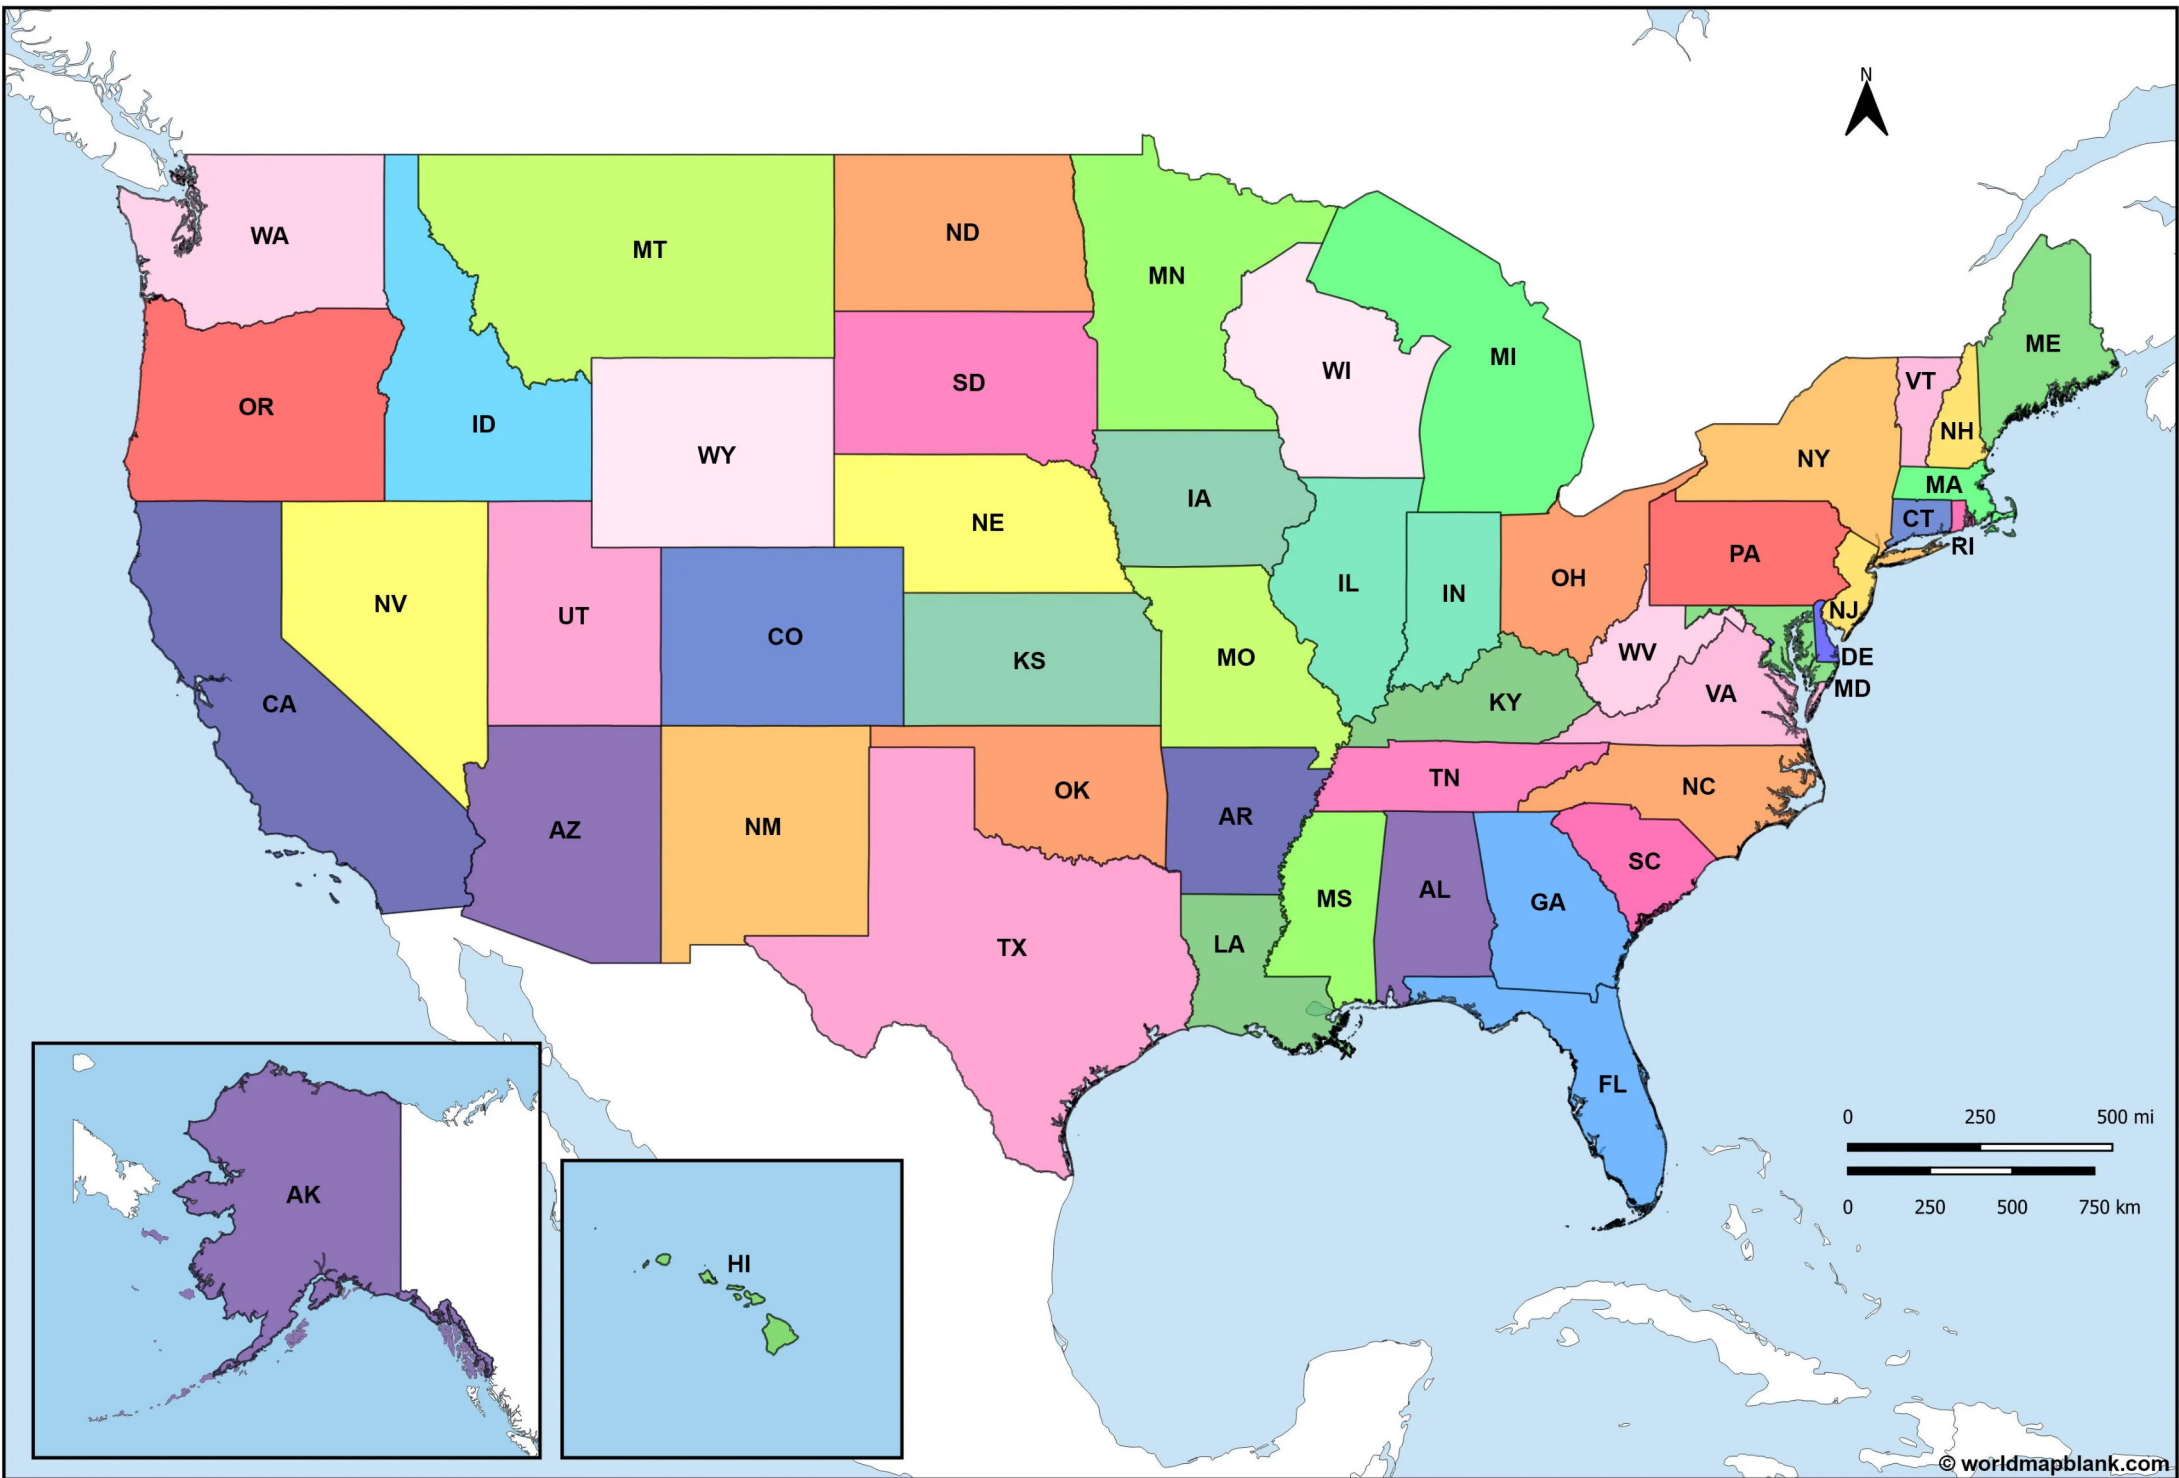 N
WA
MT
ND
MN
ME
OR
ID
SD
WI
MI
VT
NH
WY
NY
MA
IA
NE
CT
RI
NV
UT
CO
KS
MO
IL
IN
OH
PA
NJ
WV
DE
MD
CA
KY
VA
AZ
NM
OK
AR
TN
NC
TX
LA
MS
AL
GA
SC
FL
0 250 500 mi
0 250 500 750 km
AK
HI
© worldmapblank.com